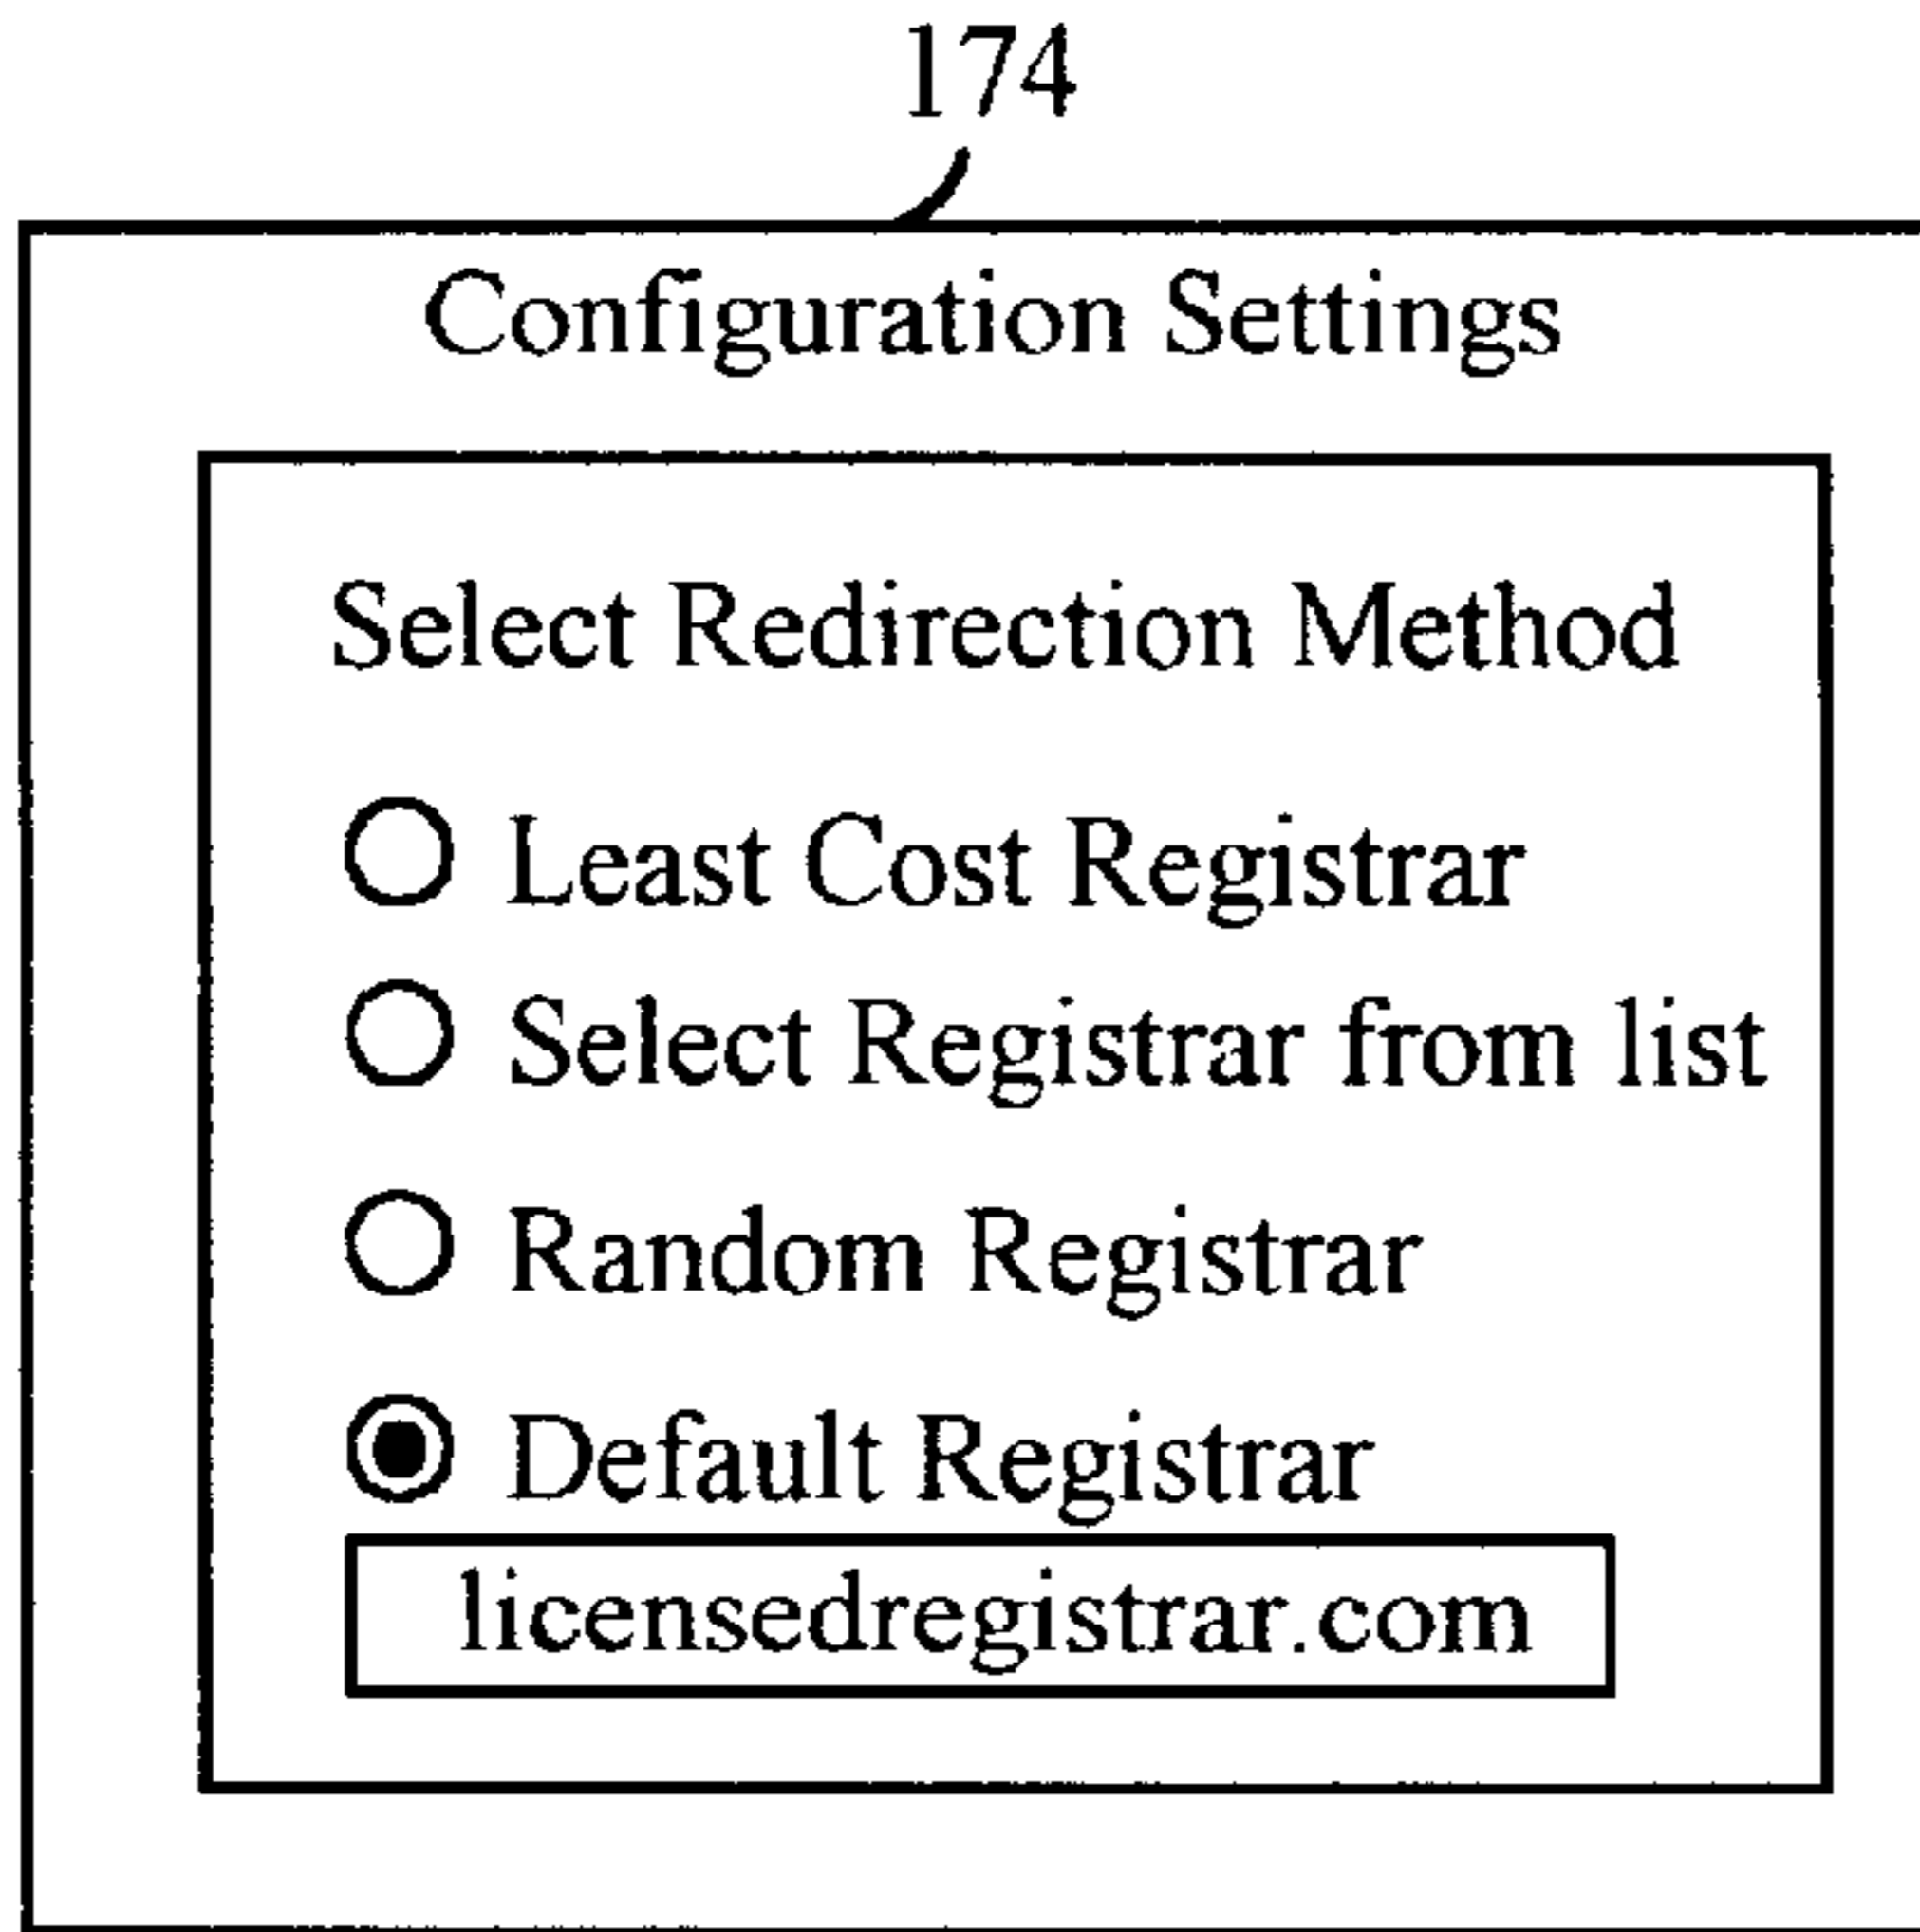 174
Configuration Settings
Select Redirection Method
Least Cost Registrar
Select Registrar from list
Random Registrar
Default Registrar
licensedregistrar.com